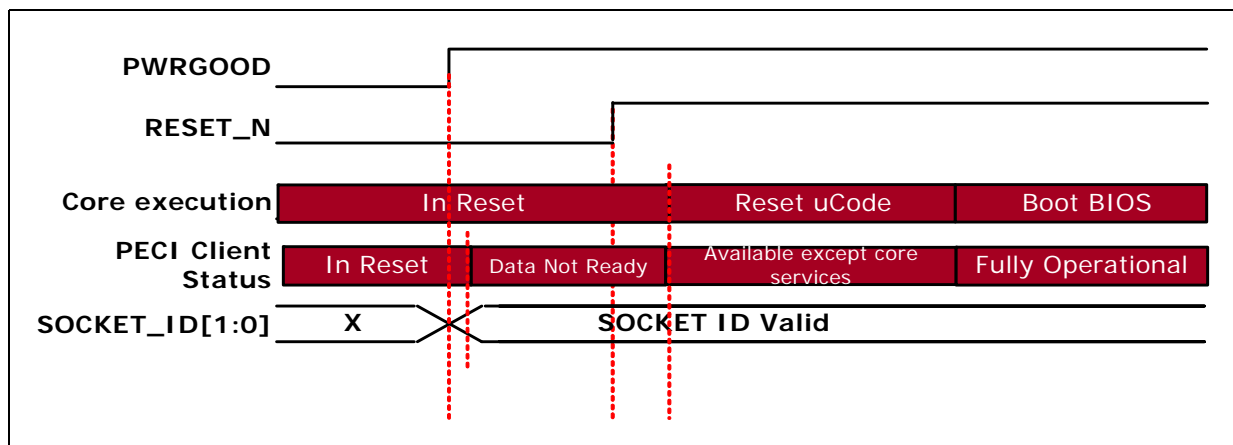 PWRGOOD
RESET_N
Core execution
In Reset
Reset uCode
Boot BIOS
PECI Client
Status
In Reset
Data Not Ready
Available except core
services
Fully Operational
SOCKET_ID[1:0]
X
SOCKET ID Valid